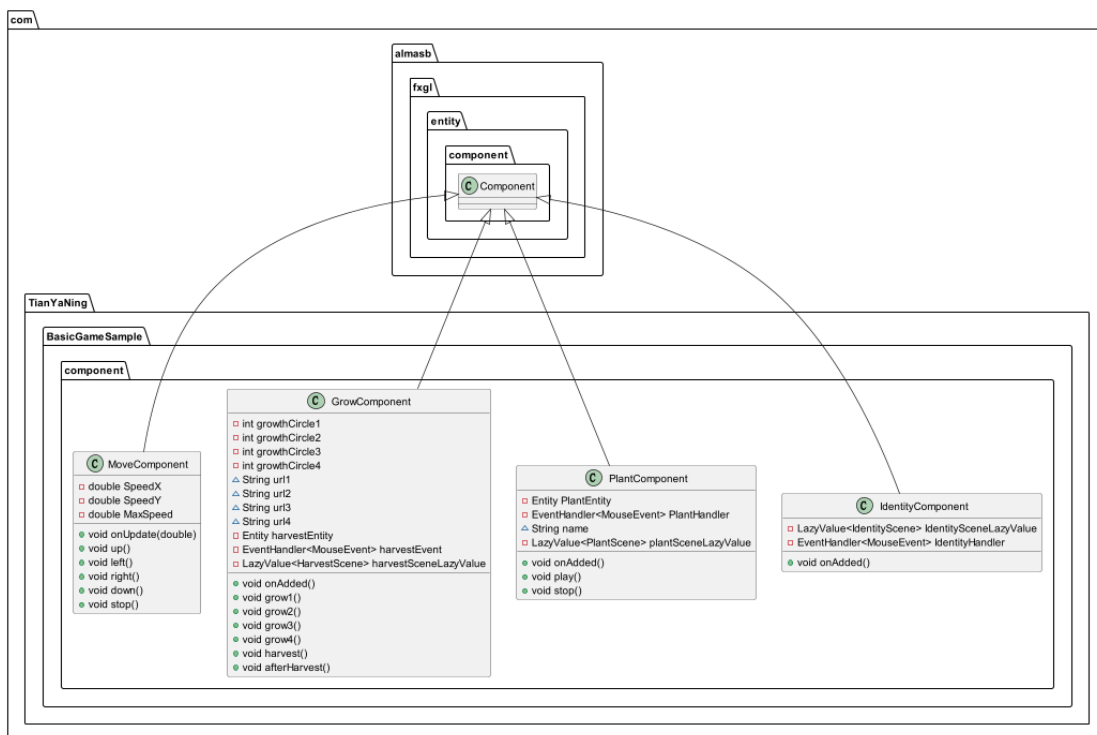 com
almasb
fxgl
entity
component
C Component
TianYaNing
BasicGameSample
component
C MoveComponent
double SpeedX
double SpeedY
double MaxSpeed
void onUpdate(double)
void up()
void left()
void right()
void down()
void stop()
C GrowComponent
int growthCircle1
int growthCircle2
int growthCircle3
int growthCircle4
String url1
String url2
String url3
String url4
Entity harvestEntity
EventHandler<MouseEvent> harvestEvent
LazyValue<HarvestScene> harvestSceneLazyValue
void onAdded()
void grow1()
void grow2()
void grow3()
void grow4()
void harvest()
void afterHarvest()
C PlantComponent
Entity PlantEntity
EventHandler<MouseEvent> PlantHandler
String name
LazyValue<PlantScene> plantSceneLazyValue
void onAdded()
void play()
void stop()
C IdentityComponent
LazyValue<IdentityScene> IdentitySceneLazyValue
EventHandler<MouseEvent> IdentityHandler
void onAdded()